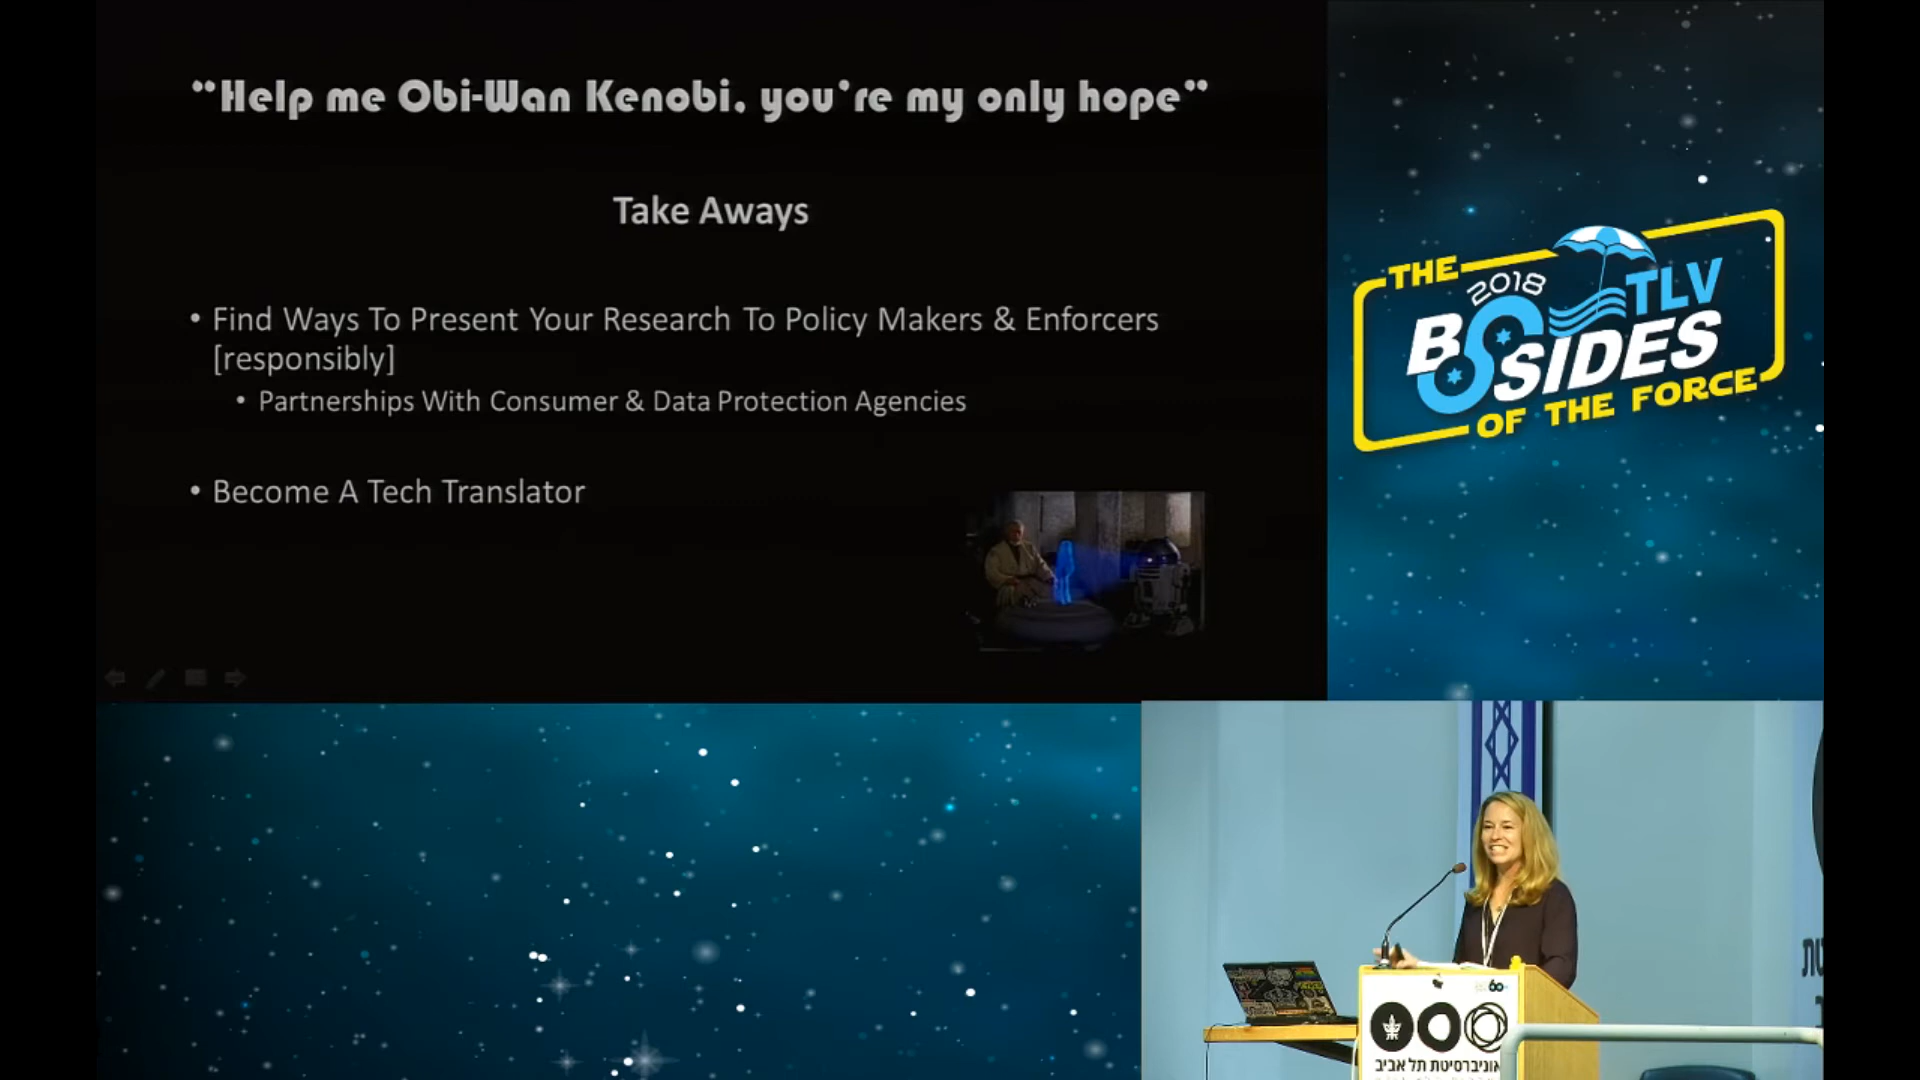 “Help me Obi-Wan Kenobi, you’re my only hope”
Take Aways
• Find Ways To Present Your Research To Policy Makers & Enforcers
[responsibly]
• Partnerships With Consumer & Data Protection Agencies
• Become A Tech Translator
THE
2018
TLV
BSIDES
OF THE FORCE
אוניברסיטת תל אביב